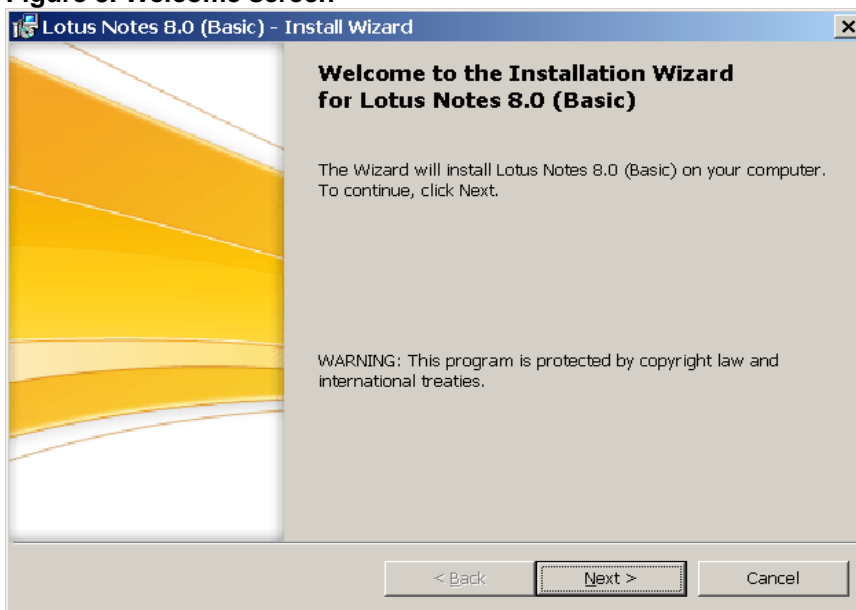 Figure Welcome screen
Lotus Notes 8.0 (Basic) - Install Wizard
Welcome to the Installation Wizard
for Lotus Notes 8.0 (Basic)
The Wizard will install Lotus Notes 8.0 (Basic) on your computer.
To continue, click Next.
WARNING: This program is protected by copyright law and
international treaties.
< Back Next > Cancel